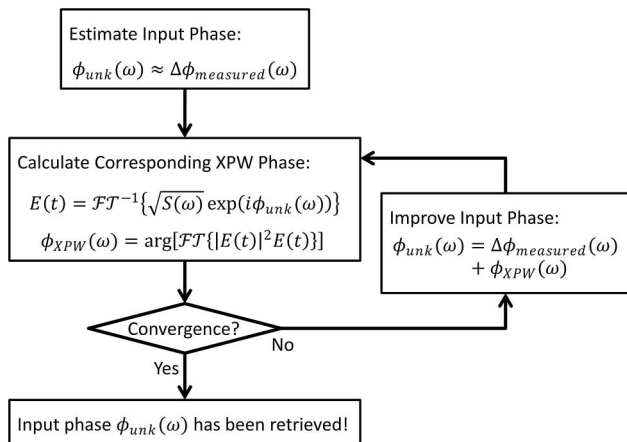 Estimate Input Phase:
ϕ_unk(ω) ≈ Δϕ_measured(ω)
Calculate Corresponding XPW Phase:
E(t) = ℱ𝒯⁻¹{√S(ω) exp(iϕ_unk(ω))}
ϕ_XPW(ω) = arg[ℱ𝒯{|E(t)|²E(t)}]
Improve Input Phase:
ϕ_unk(ω) = Δϕ_measured(ω)
+ ϕ_XPW(ω)
Convergence?
No
Yes
Input phase ϕ_unk(ω) has been retrieved!